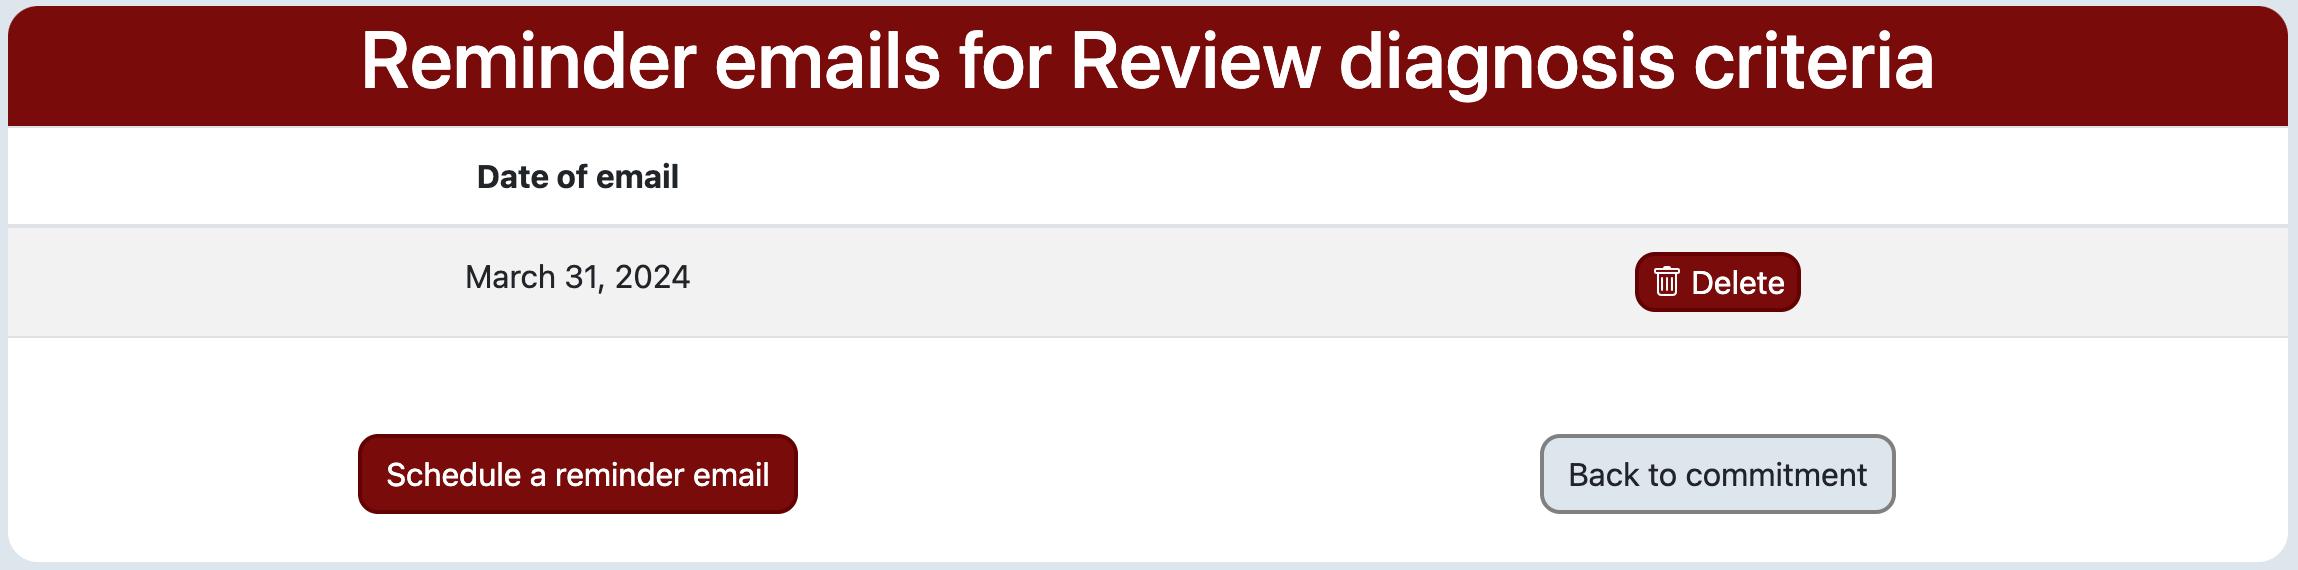 Reminder emails for Review diagnosis criteria
Date of email
March 31, 2024
Delete
Schedule a reminder email
Back to commitment